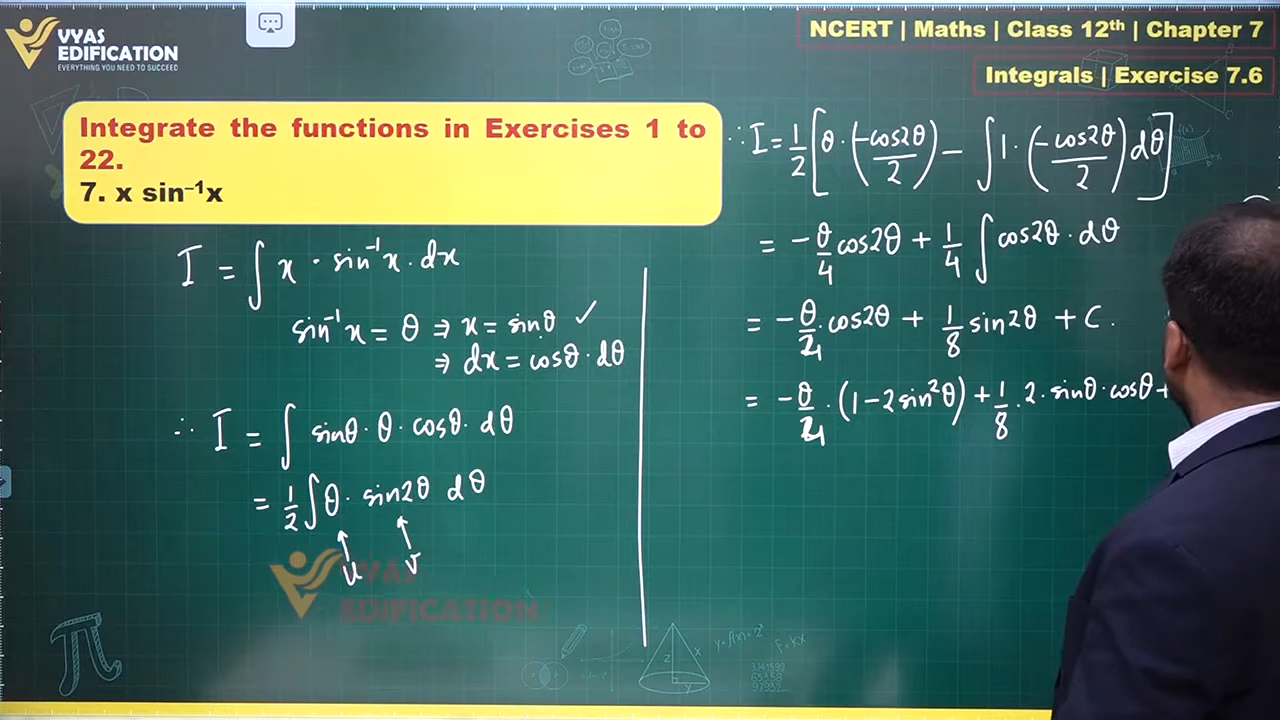 VYAS
EDIFICATION
EVERYTHING YOU NEED TO SUCCEED
NCERT | Maths | Class 12th | Chapter 7
Integrals | Exercise 7.6
Integrate the functions in Exercises 1 to
22.
7. x sin⁻¹x
I = ∫ x · sin⁻¹x · dx
sin⁻¹x = θ ⇒ x = sinθ ✓
⇒ dx = cosθ · dθ
∴ I = ∫ sinθ · θ · cosθ · dθ
= 1/2 ∫ θ · sin2θ dθ
u v
∴ I = 1/2 [θ · (-cos2θ/2) - ∫ 1 · (-cos2θ/2) dθ]
= -θ/4 cos2θ + 1/4 ∫ cos2θ · dθ
= -θ/4 · cos2θ + 1/8 sin2θ + C.
= -θ/4 · (1 - 2sin²θ) + 1/8 · 2 · sinθ · cosθ +
VYAS
EDIFICATION